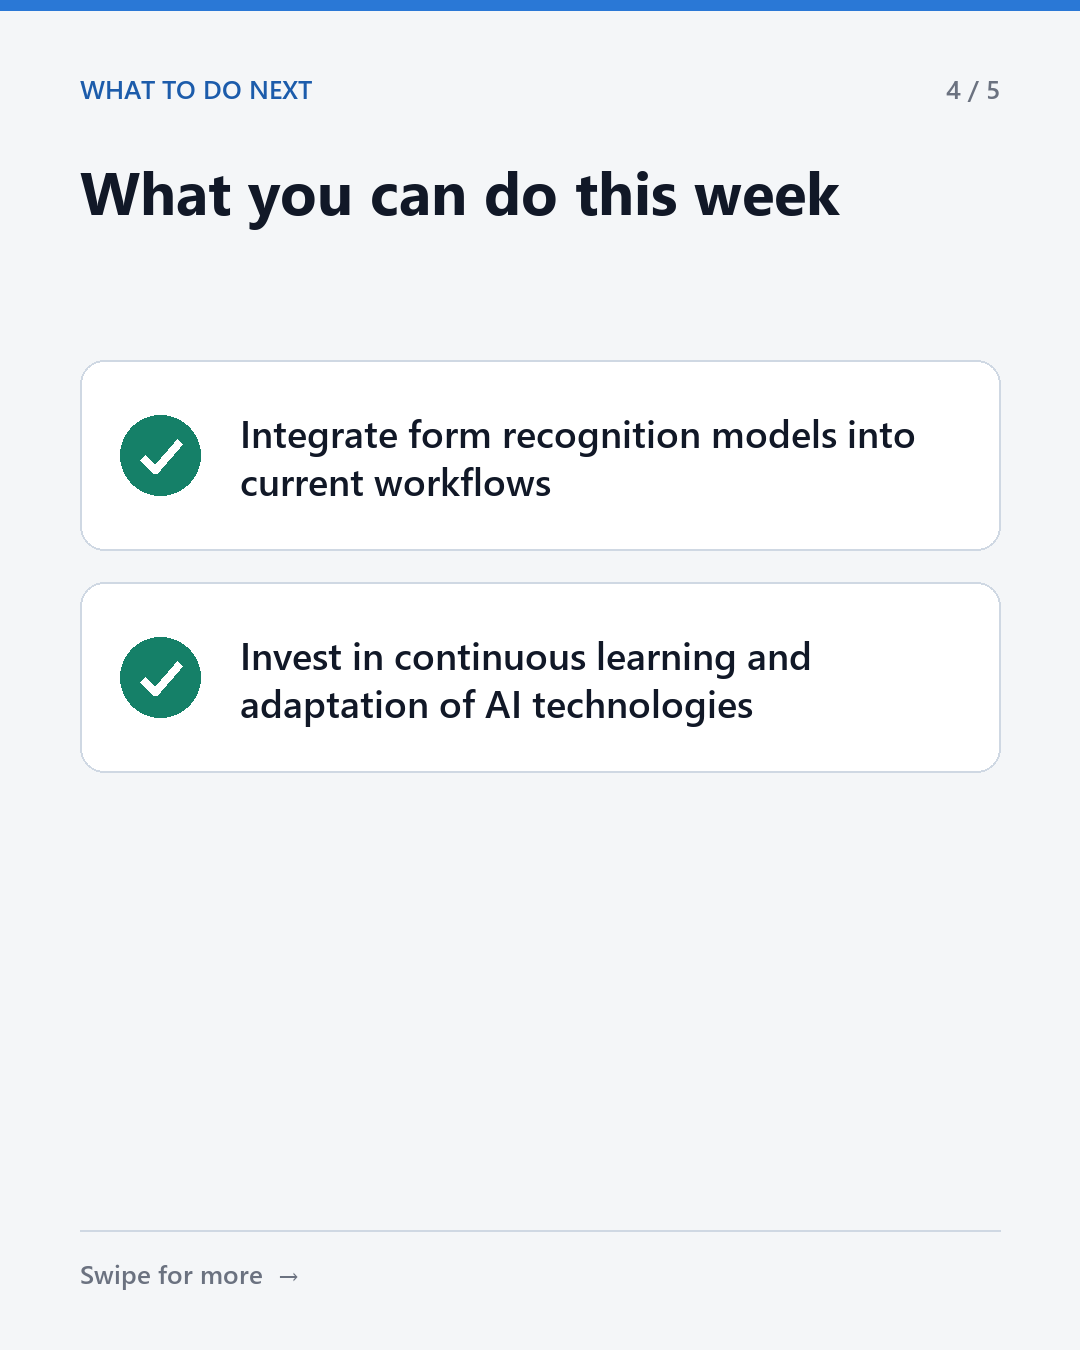 WHAT TO DO NEXT
4 / 5
What you can do this week
Integrate form recognition models into
current workflows
Invest in continuous learning and
adaptation of AI technologies
Swipe for more →